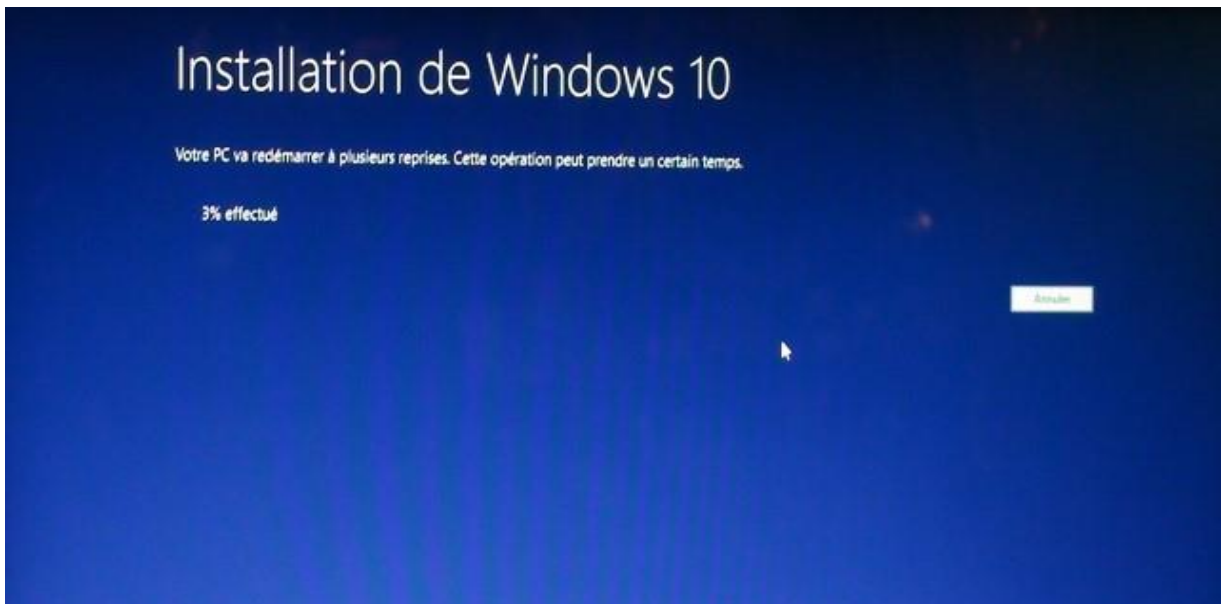 Installation de Windows 10
Votre PC va redémarrer à plusieurs reprises. Cette opération peut prendre un certain temps.
3% effectué
Annuler